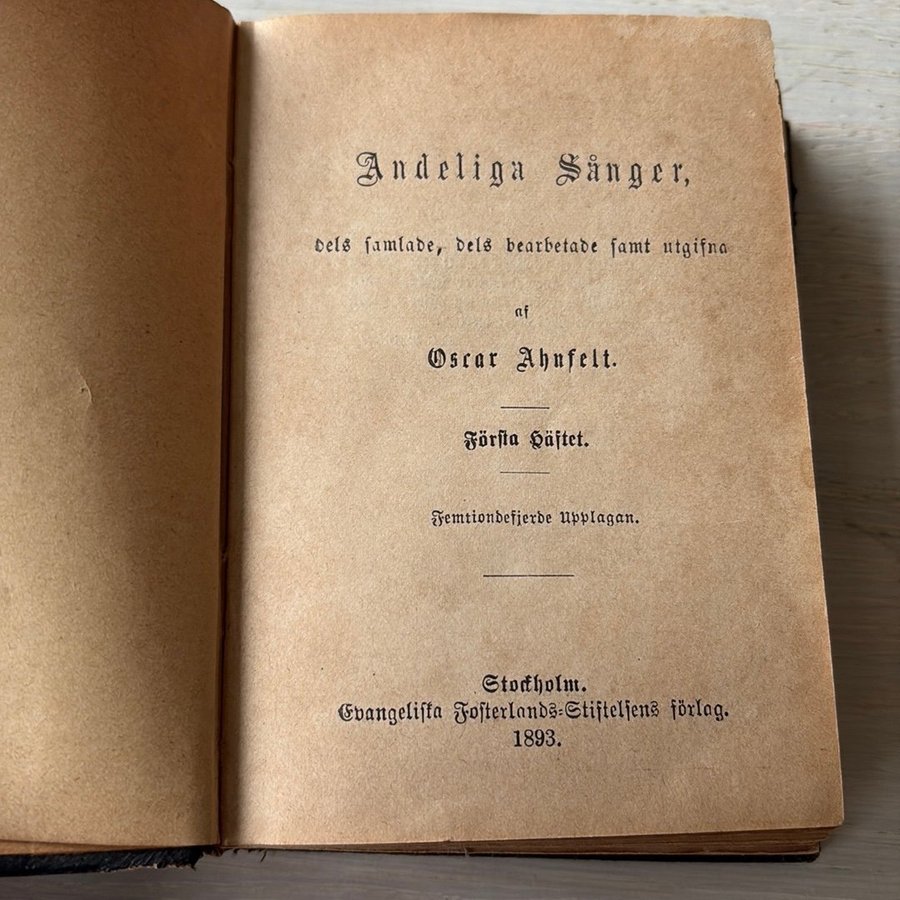 Andeliga Sånger,
dels samlade, dels bearbetade samt utgifna
af
Oscar Ahnfelt.
Första Häftet.
Femtiondefjerde Upplagan.
Stockholm.
Evangeliska Fosterlands-Stiftelsens förlag.
1893.